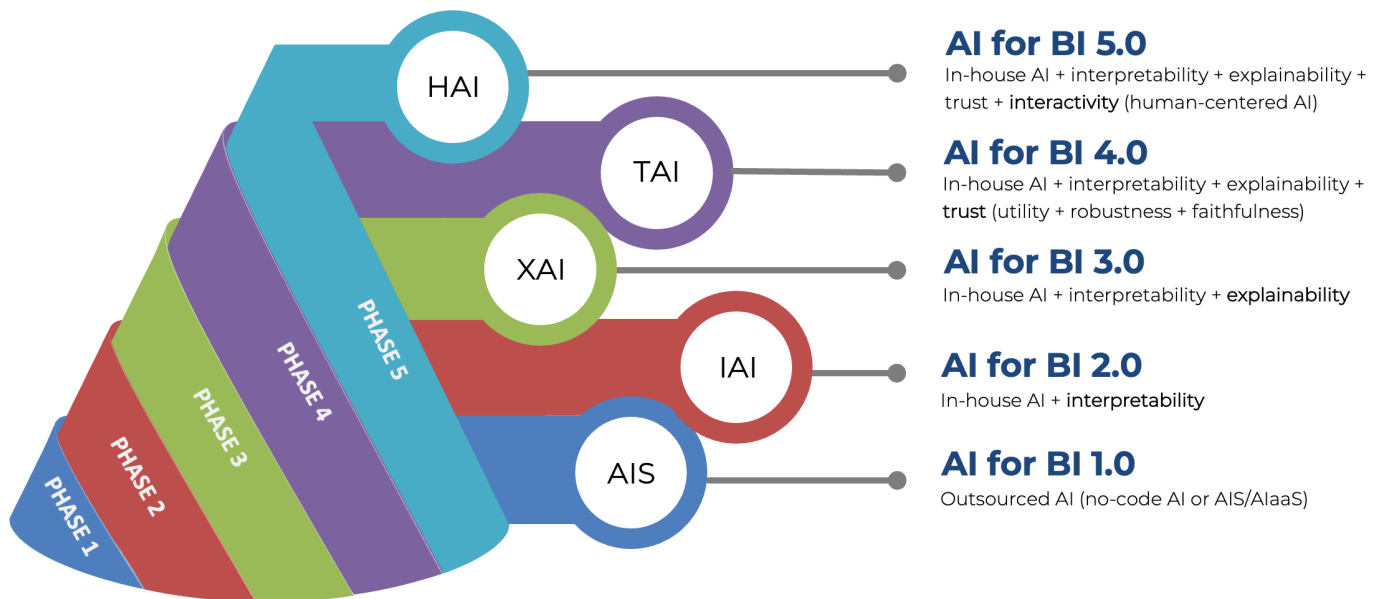 HAI
AI for BI 5.0
In-house AI + interpretability + explainability +
trust + interactivity (human-centered AI)
TAI
AI for BI 4.0
In-house AI + interpretability + explainability +
trust (utility + robustness + faithfulness)
XAI
AI for BI 3.0
In-house AI + interpretability + explainability
IAI
AI for BI 2.0
In-house AI + interpretability
AIS
AI for BI 1.0
Outsourced AI (no-code AI or AIS/AIaaS)
PHASE 1
PHASE 2
PHASE 3
PHASE 4
PHASE 5